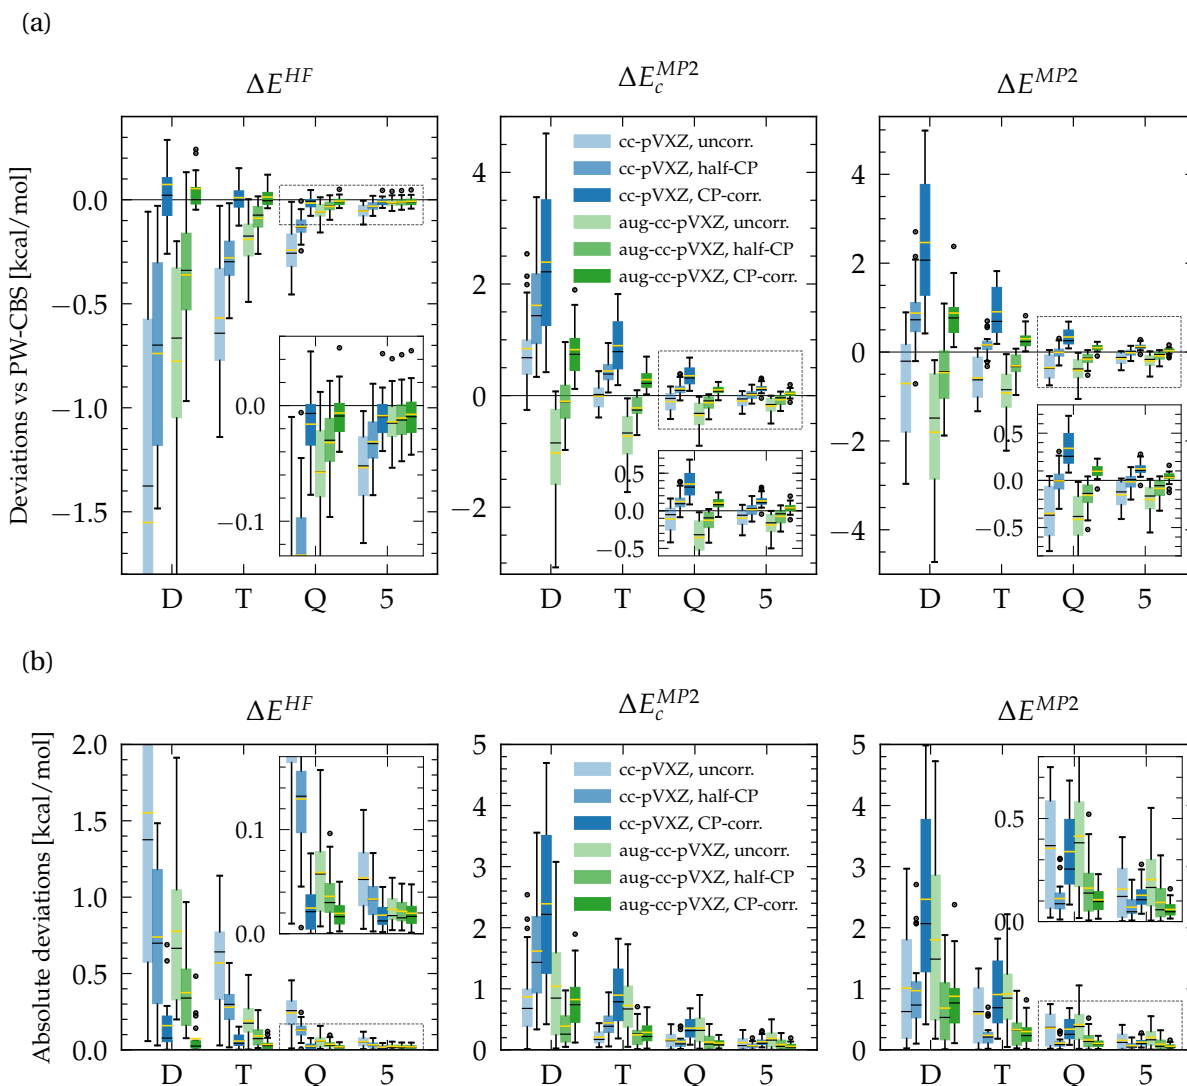 (a)
ΔE^{HF}
ΔE_c^{MP2}
ΔE^{MP2}
Deviations vs PW-CBS [kcal/mol]
0.0
−0.5
−1.0
−1.5
0.0
−0.1
D T Q 5
4
2
0
−2
cc-pVXZ, uncorr.
cc-pVXZ, half-CP
cc-pVXZ, CP-corr.
aug-cc-pVXZ, uncorr.
aug-cc-pVXZ, half-CP
aug-cc-pVXZ, CP-corr.
0.5
0.0
−0.5
D T Q 5
4
2
0
−2
−4
0.5
0.0
−0.5
D T Q 5
(b)
ΔE^{HF}
ΔE_c^{MP2}
ΔE^{MP2}
Absolute deviations [kcal/mol]
2.0
1.5
1.0
0.5
0.0
0.1
0.0
D T Q 5
5
4
3
2
1
0
cc-pVXZ, uncorr.
cc-pVXZ, half-CP
cc-pVXZ, CP-corr.
aug-cc-pVXZ, uncorr.
aug-cc-pVXZ, half-CP
aug-cc-pVXZ, CP-corr.
D T Q 5
5
4
3
2
1
0
0.5
0.0
D T Q 5